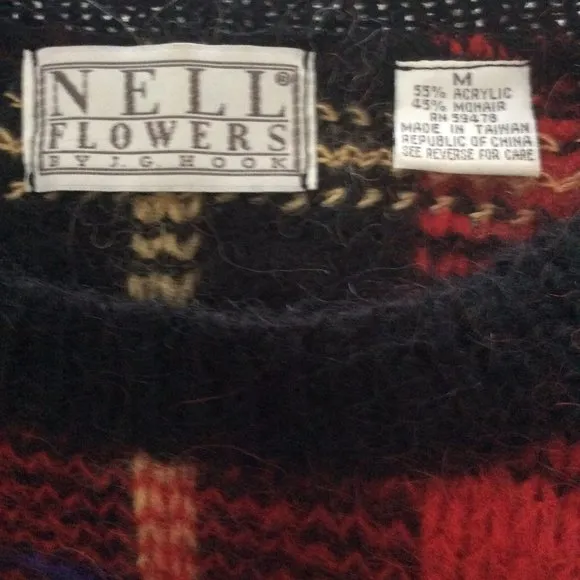 NELL®
FLOWERS
BY J.G. HOOK
M
55% ACRYLIC
45% MOHAIR
RN 59478
MADE IN TAIWAN
REPUBLIC OF CHINA
SEE REVERSE FOR CARE